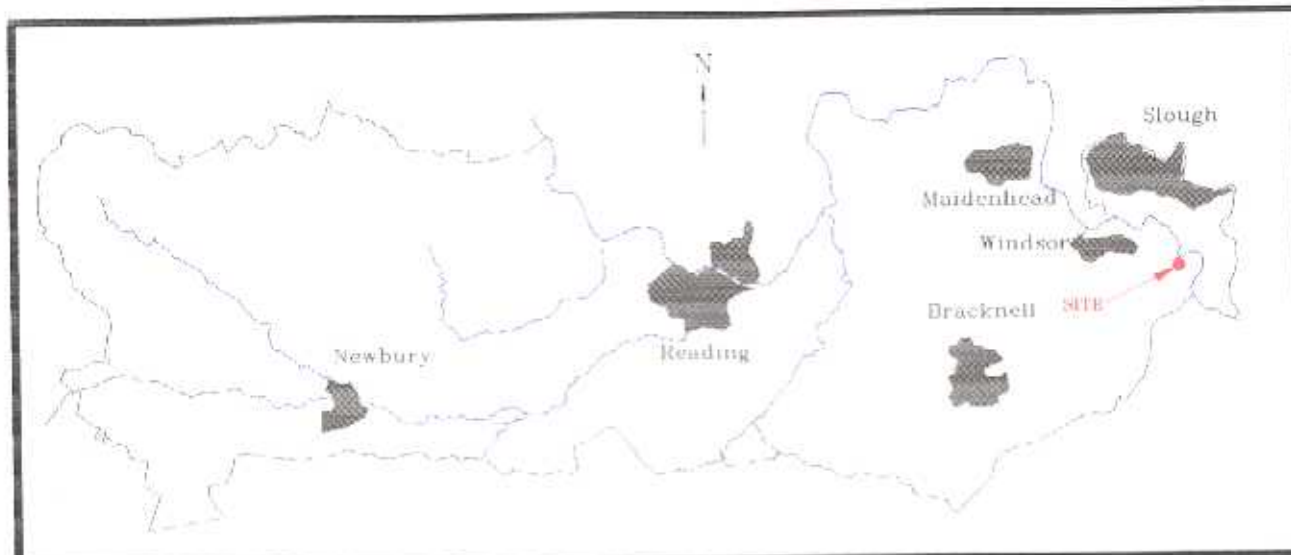 N
Slough
Maidenhead
Windsor
SITE
Bracknell
Newbury
Reading